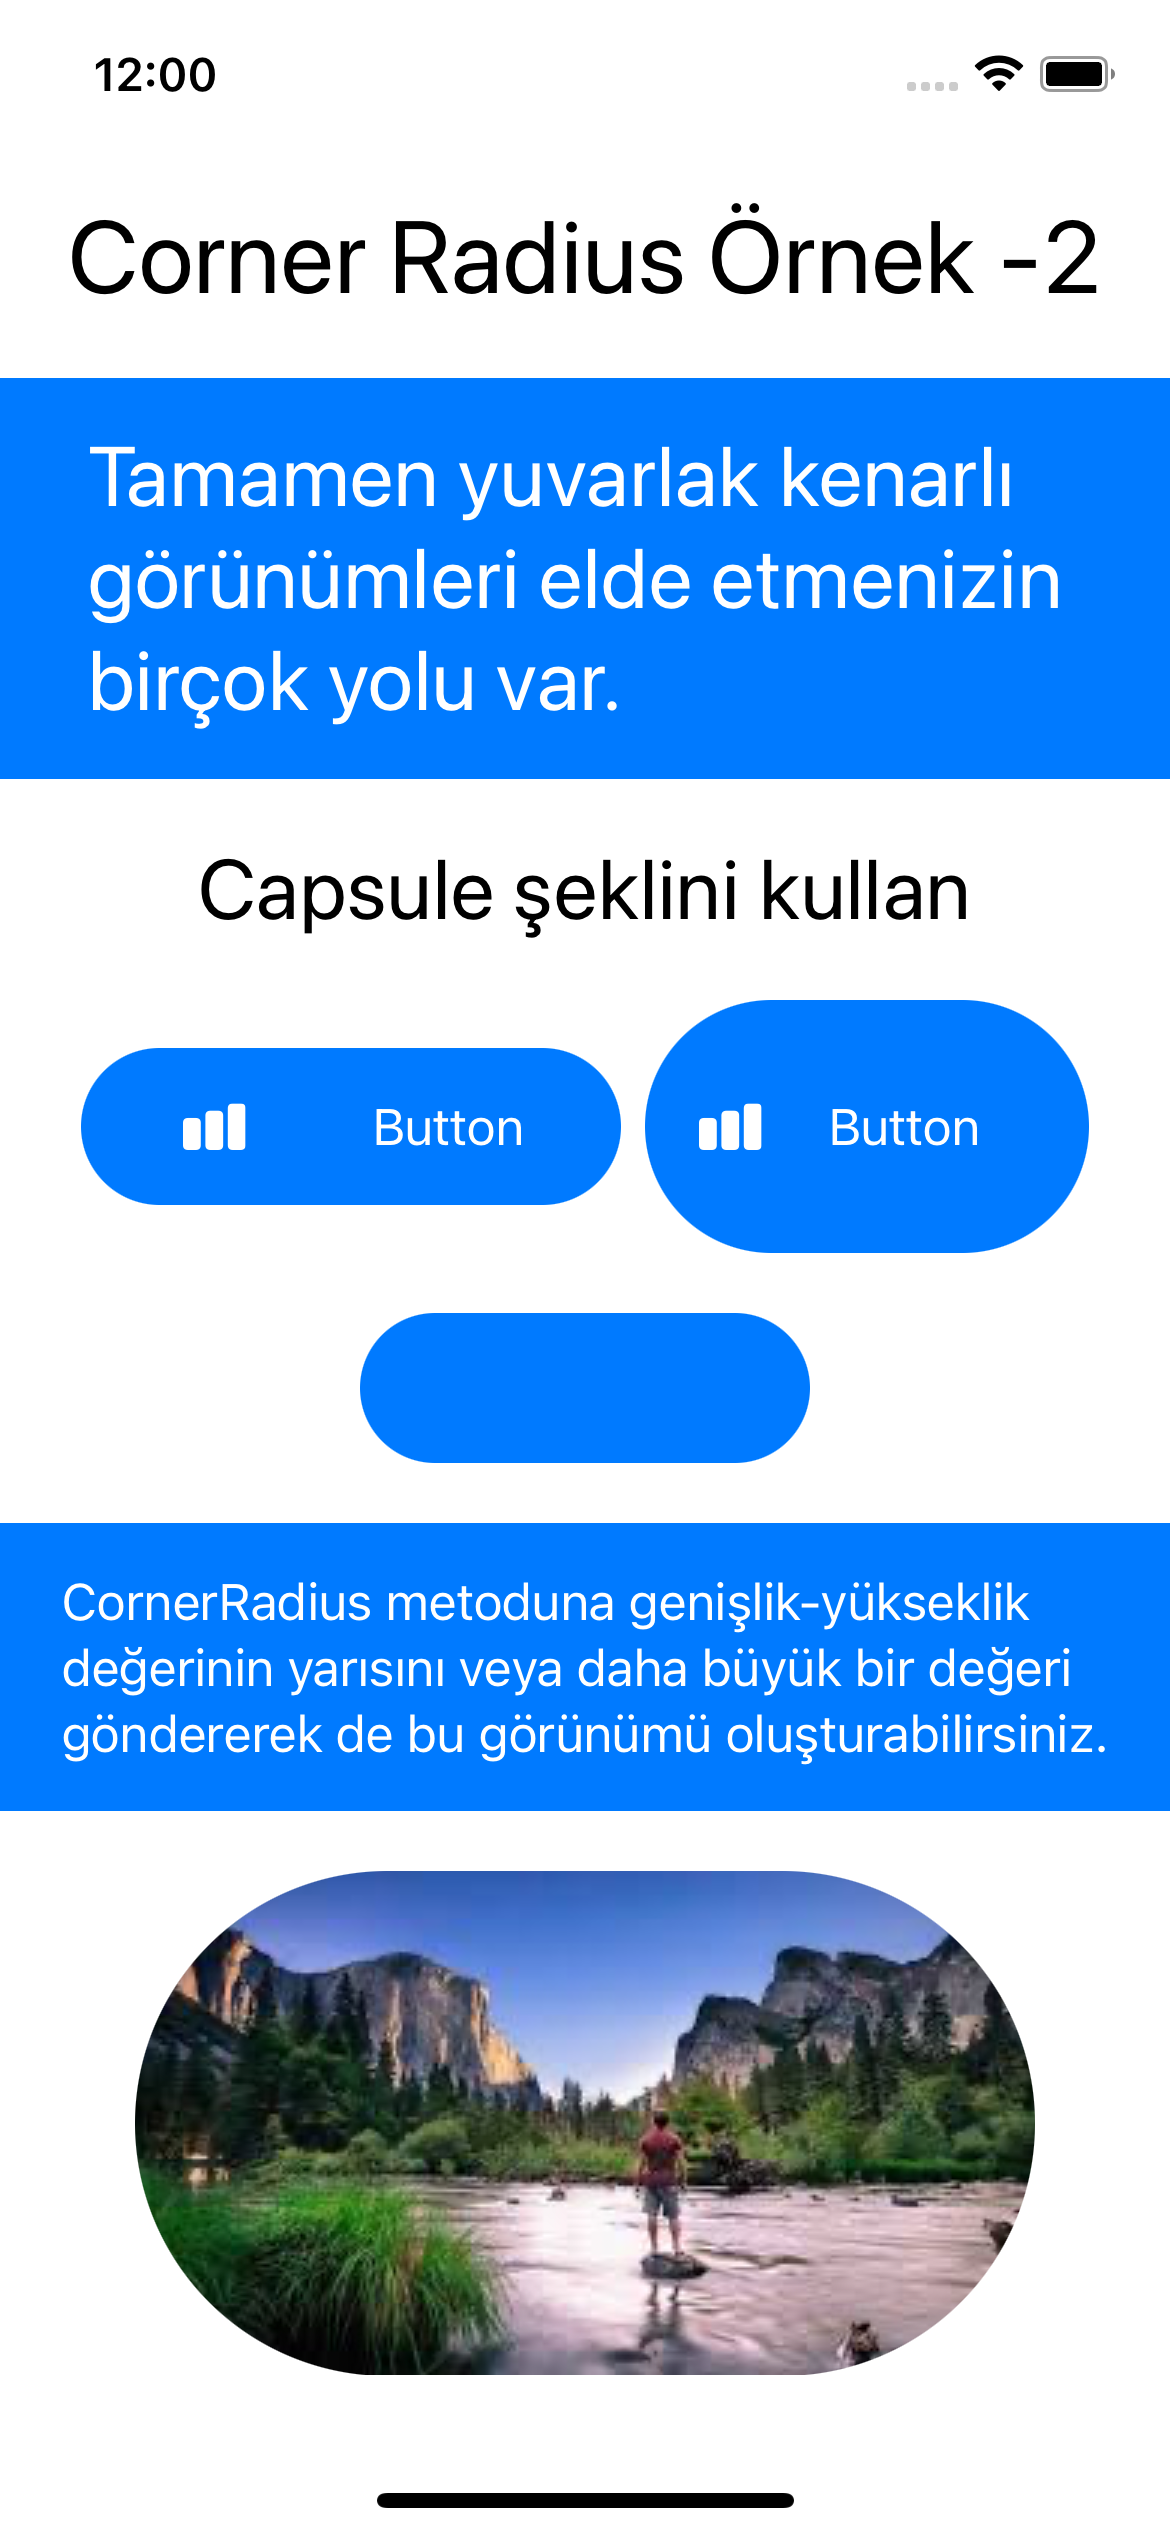 12:00
Corner Radius Örnek -2
Tamamen yuvarlak kenarlı
görünümleri elde etmenizin
birçok yolu var.
Capsule şeklini kullan
Button
Button
CornerRadius metoduna genişlik-yükseklik
değerinin yarısını veya daha büyük bir değeri
göndererek de bu görünümü oluşturabilirsiniz.